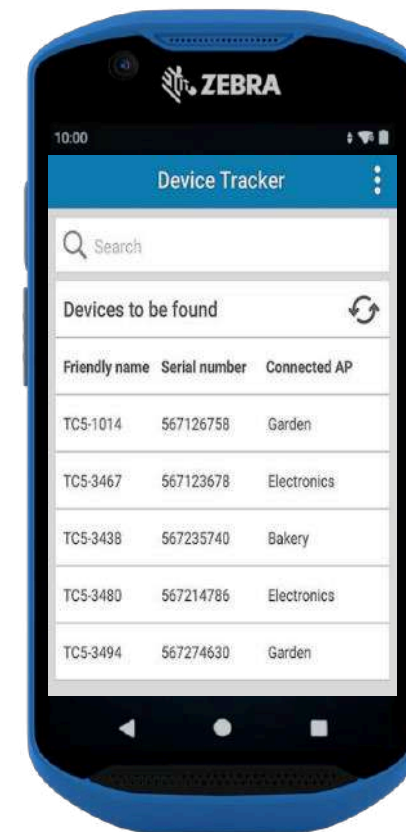 ZEBRA
10:00
Device Tracker
Search
Devices to be found
Friendly name Serial number Connected AP
TC5-1014 567126758 Garden
TC5-3467 567123678 Electronics
TC5-3438 567235740 Bakery
TC5-3480 567214786 Electronics
TC5-3494 567274630 Garden